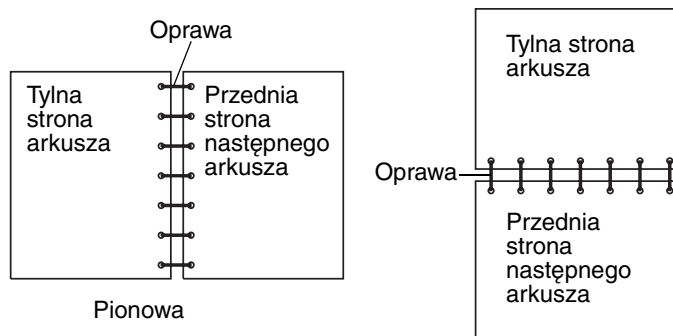 Oprawa
Tylna
strona
arkusza
Przednia
strona
następnego
arkusza
Pionowa
Tylna strona
arkusza
Oprawa
Przednia
strona
następnego
arkusza